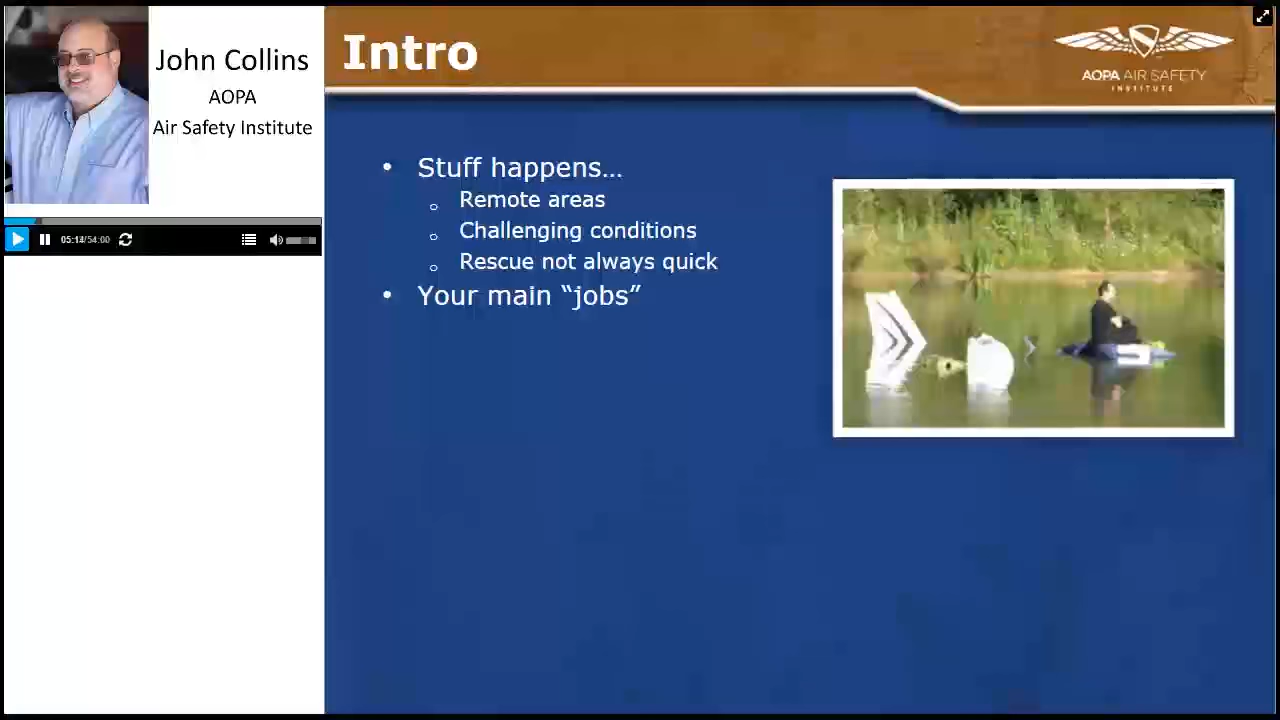 John Collins
AOPA
Air Safety Institute
05:14/54:00
Intro
AOPA AIR SAFETY
INSTITUTE
• Stuff happens...
o Remote areas
o Challenging conditions
o Rescue not always quick
• Your main “jobs”